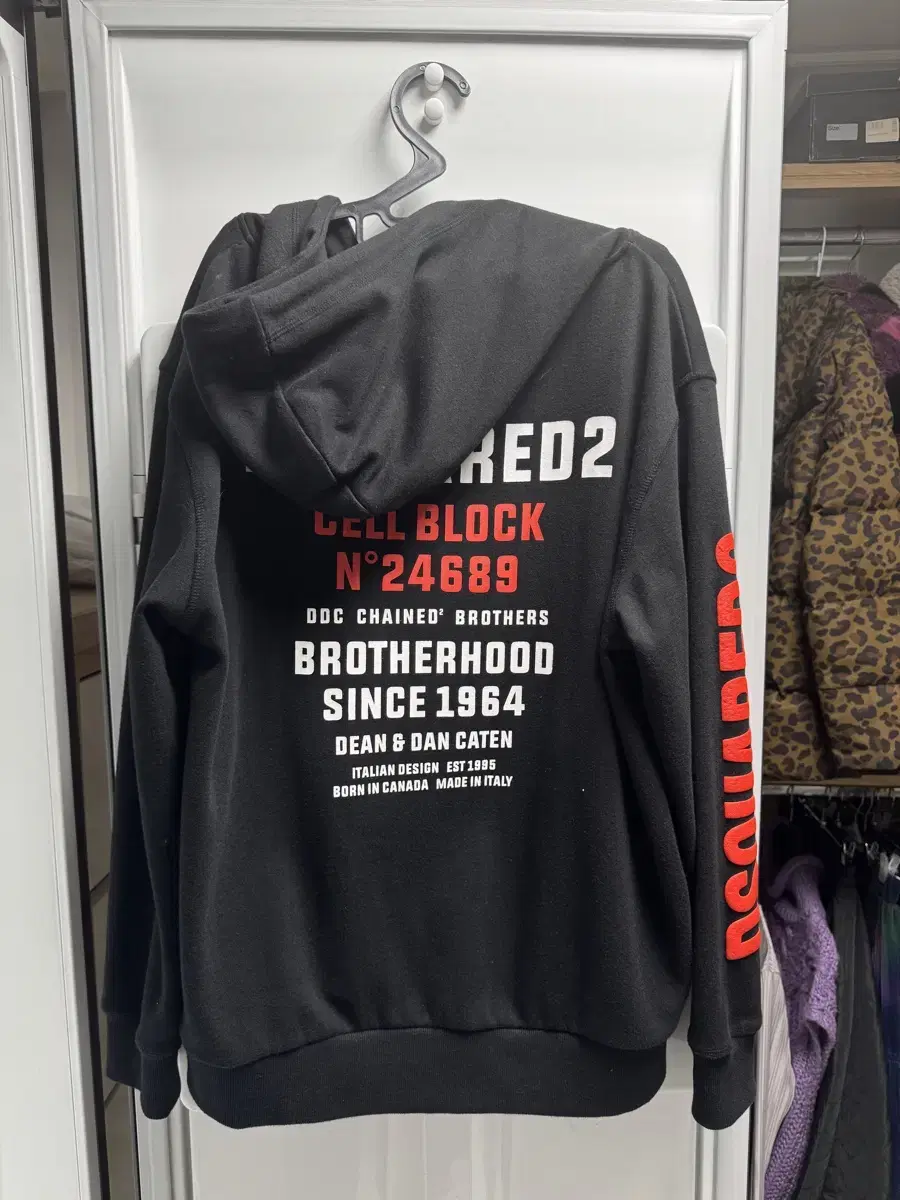 RED2
CELL BLOCK
N°24689
DDC CHAINED² BROTHERS
BROTHERHOOD
SINCE 1964
DEAN & DAN CATEN
ITALIAN DESIGN EST 1995
BORN IN CANADA MADE IN ITALY
DSQUARED2